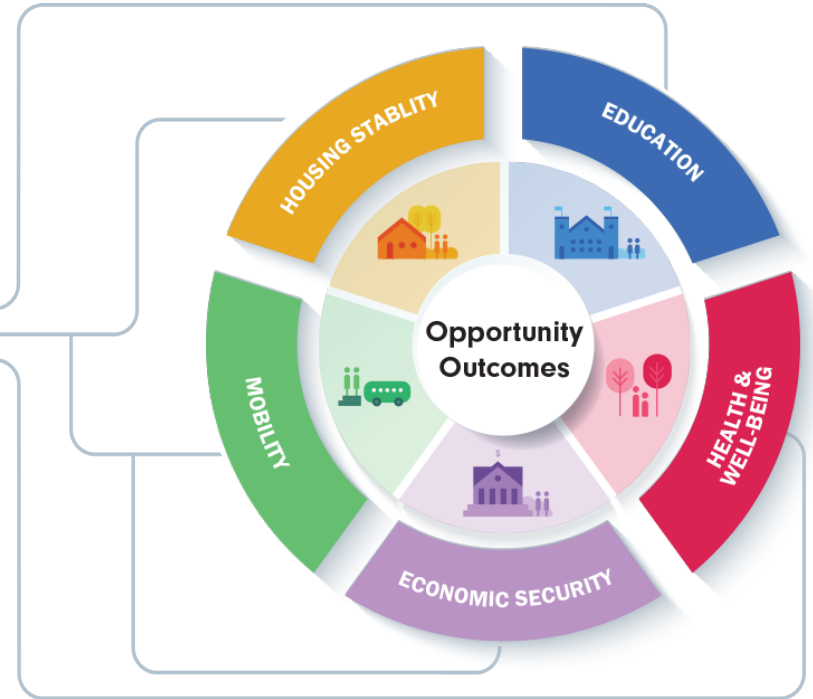 HOUSING STABLITY
EDUCATION
Opportunity
Outcomes
HEALTH &
WELL-BEING
MOBILITY
$
ECONOMIC SECURITY